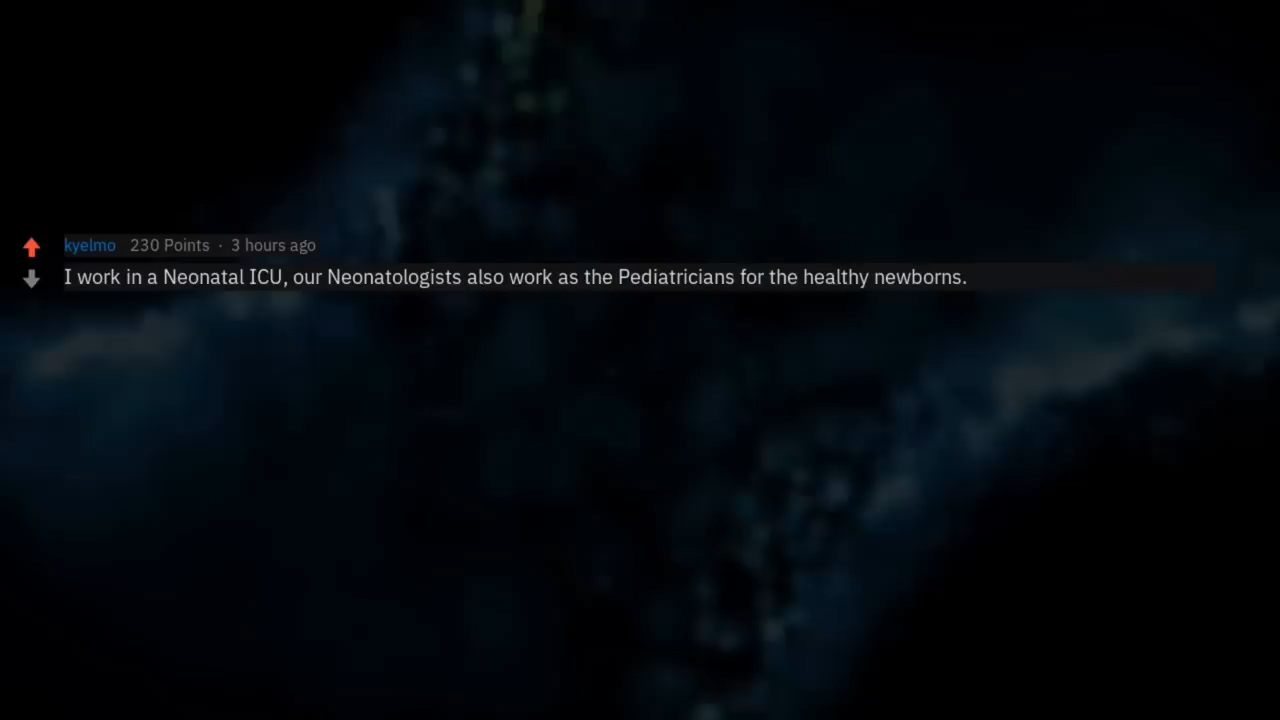 kyelmo 230 Points · 3 hours ago
I work in a Neonatal ICU, our Neonatologists also work as the Pediatricians for the healthy newborns.